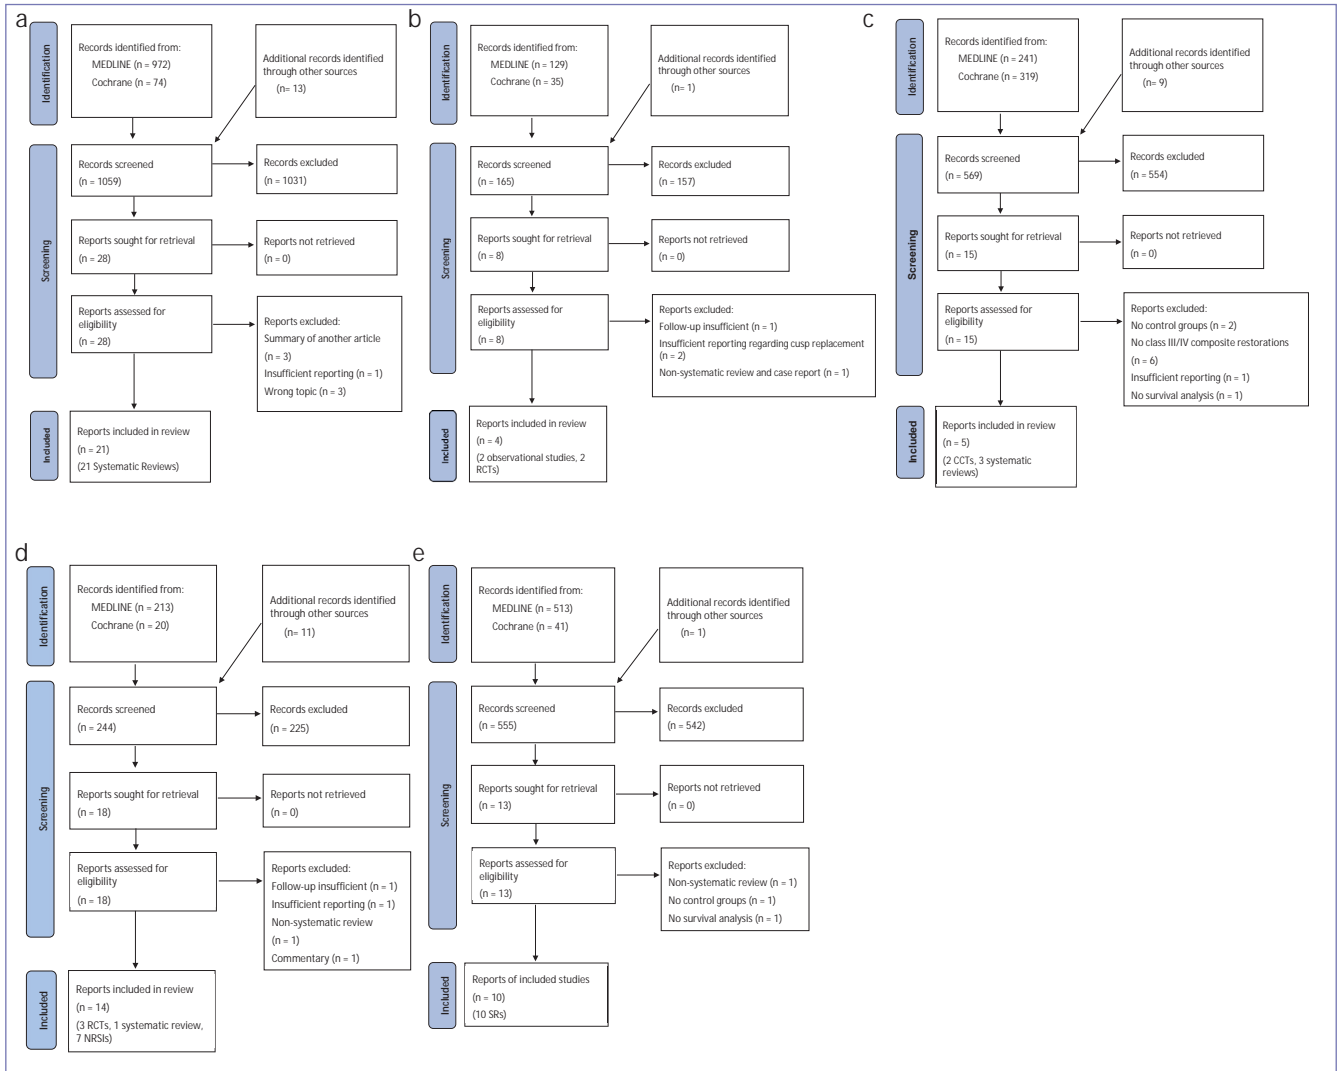 a
Identification
Records identified from:
MEDLINE (n = 972)
Cochrane (n = 74)
Additional records identified
through other sources
(n= 13)
Screening
Records screened
(n = 1059)
Records excluded
(n = 1031)
Reports sought for retrieval
(n = 28)
Reports not retrieved
(n = 0)
Reports assessed for
eligibility
(n = 28)
Reports excluded:
Summary of another article
(n = 3)
Insufficient reporting (n = 1)
Wrong topic (n = 3)
Included
Reports included in review
(n = 21)
(21 Systematic Reviews)
b
Identification
Records identified from:
MEDLINE (n = 129)
Cochrane (n = 35)
Additional records identified
through other sources
(n= 1)
Screening
Records screened
(n = 165)
Records excluded
(n = 157)
Reports sought for retrieval
(n = 8)
Reports not retrieved
(n = 0)
Reports assessed for
eligibility
(n = 8)
Reports excluded:
Follow-up insufficient (n = 1)
Insufficient reporting regarding cusp replacement
(n = 2)
Non-systematic review and case report (n = 1)
Included
Reports included in review
(n = 4)
(2 observational studies, 2
RCTs)
c
Identification
Records identified from:
MEDLINE (n = 241)
Cochrane (n = 319)
Additional records identified
through other sources
(n= 9)
Screening
Records screened
(n = 569)
Records excluded
(n = 554)
Reports sought for retrieval
(n = 15)
Reports not retrieved
(n = 0)
Reports assessed for
eligibility
(n = 15)
Reports excluded:
No control groups (n = 2)
No class III/IV composite restorations
(n = 6)
Insufficient reporting (n = 1)
No survival analysis (n = 1)
Included
Reports included in review
(n = 5)
(2 CCTs, 3 systematic
reviews)
d
Identification
Records identified from:
MEDLINE (n = 213)
Cochrane (n = 20)
Additional records identified
through other sources
(n= 11)
Screening
Records screened
(n = 244)
Records excluded
(n = 225)
Reports sought for retrieval
(n = 18)
Reports not retrieved
(n = 0)
Reports assessed for
eligibility
(n = 18)
Reports excluded:
Follow-up insufficient (n = 1)
Insufficient reporting (n = 1)
Non-systematic review
(n = 1)
Commentary (n = 1)
Included
Reports included in review
(n = 14)
(3 RCTs, 1 systematic review,
7 NRSIs)
e
Identification
Records identified from:
MEDLINE (n = 513)
Cochrane (n = 41)
Additional records identified
through other sources
(n= 1)
Screening
Records screened
(n = 555)
Records excluded
(n = 542)
Reports sought for retrieval
(n = 13)
Reports not retrieved
(n = 0)
Reports assessed for
eligibility
(n = 13)
Reports excluded:
Non-systematic review (n = 1)
No control groups (n = 1)
No survival analysis (n = 1)
Included
Reports of included studies
(n = 10)
(10 SRs)